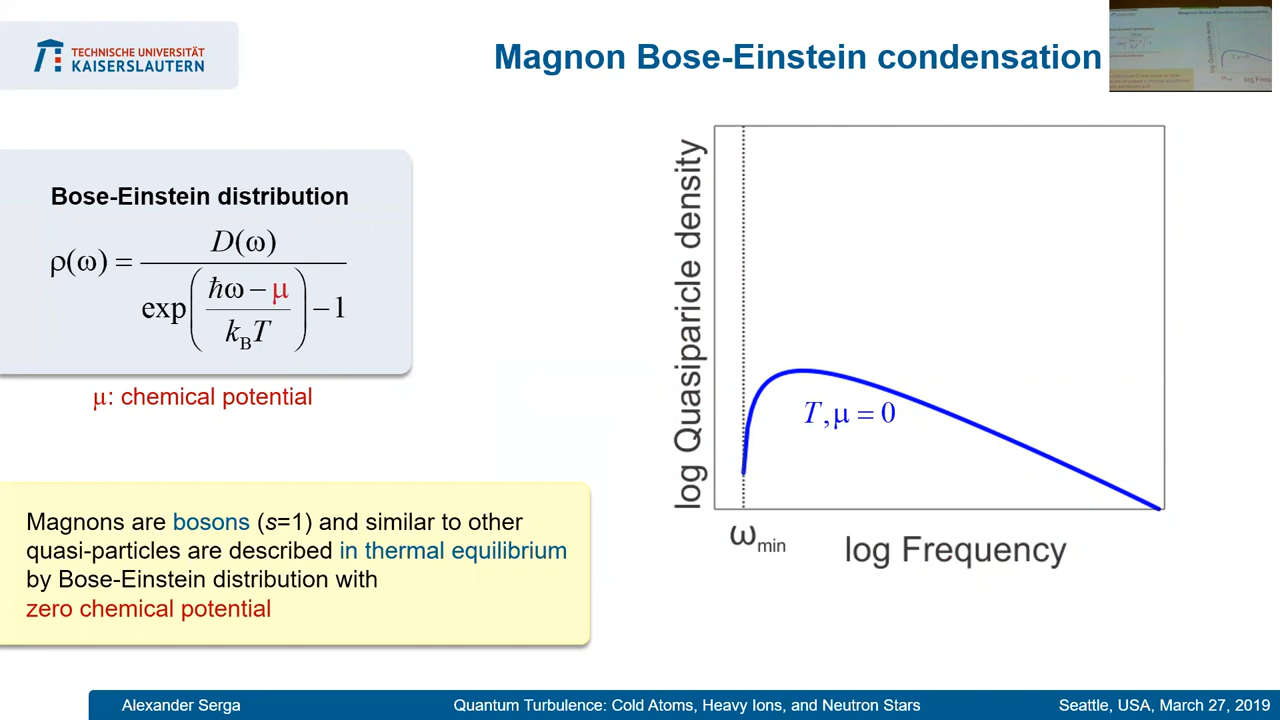 TECHNISCHE UNIVERSITÄT
KAISERSLAUTERN
Magnon Bose-Einstein condensation
Bose-Einstein distribution
ρ(ω) = D(ω) / exp((ħω − μ) / k_B T) − 1
μ: chemical potential
Magnons are bosons (s=1) and similar to other
quasi-particles are described in thermal equilibrium
by Bose-Einstein distribution with
zero chemical potential
log Quasiparicle density
T, μ = 0
ωmin
log Frequency
Alexander Serga
Quantum Turbulence: Cold Atoms, Heavy Ions, and Neutron Stars
Seattle, USA, March 27, 2019